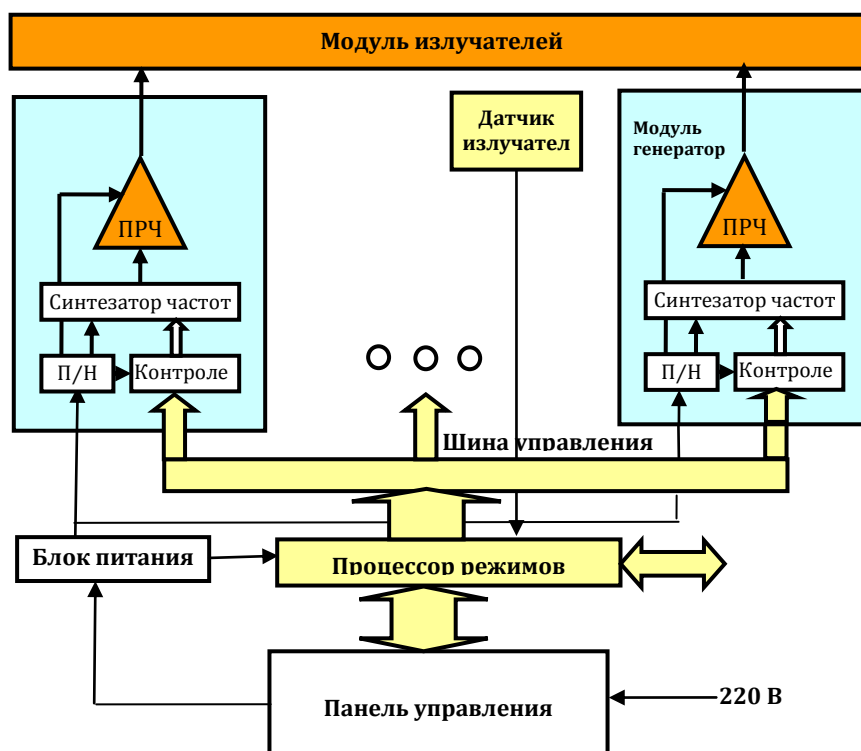 Модуль излучателей
Датчик
излучател
Модуль
генератор
ПРЧ
ПРЧ
Синтезатор частот
Синтезатор частот
П/Н
Контроле
П/Н
Контроле
Шина управления
Блок питания
Процессор режимов
Панель управления
220 В